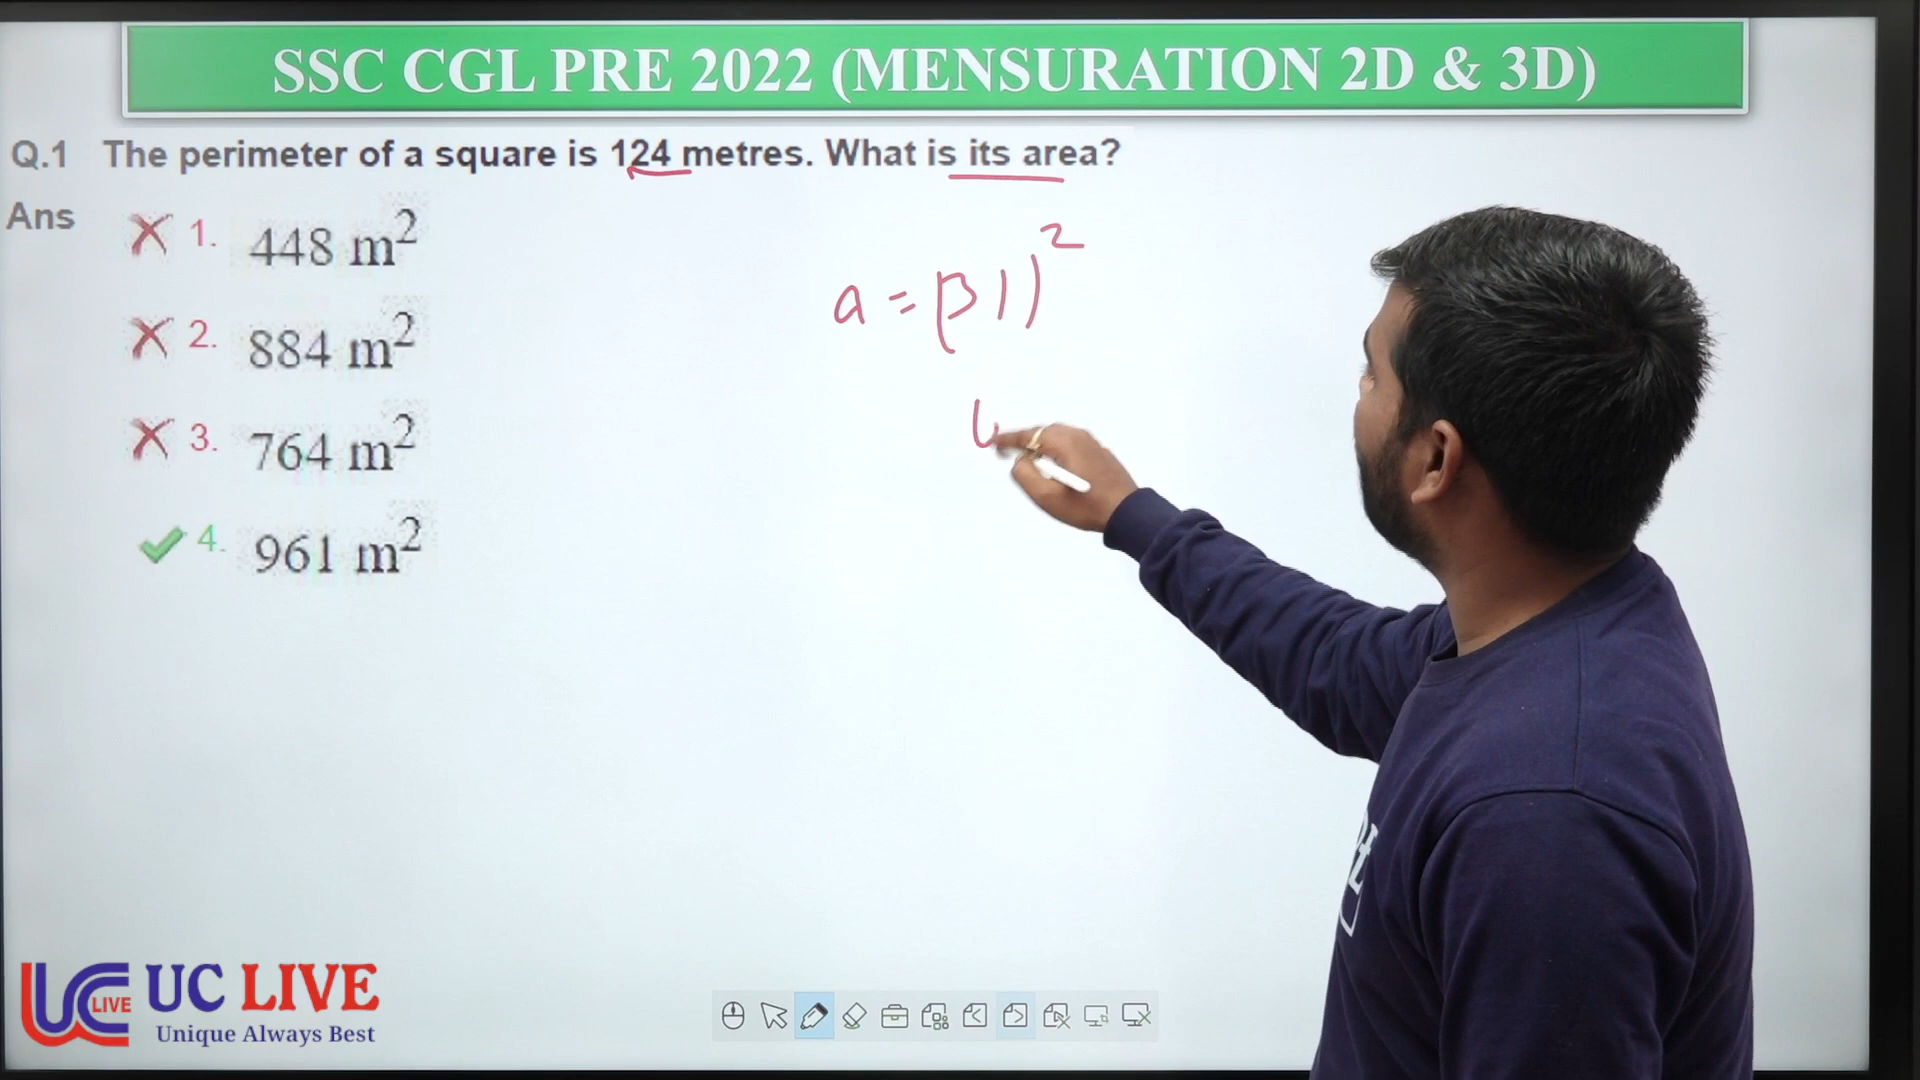 SSC CGL PRE 2022 (MENSURATION 2D & 3D)
Q.1 The perimeter of a square is 124 metres. What is its area?
Ans
1. 448 m²
2. 884 m²
3. 764 m²
4. 961 m²
a = (31)²
LIVE
UC LIVE
Unique Always Best